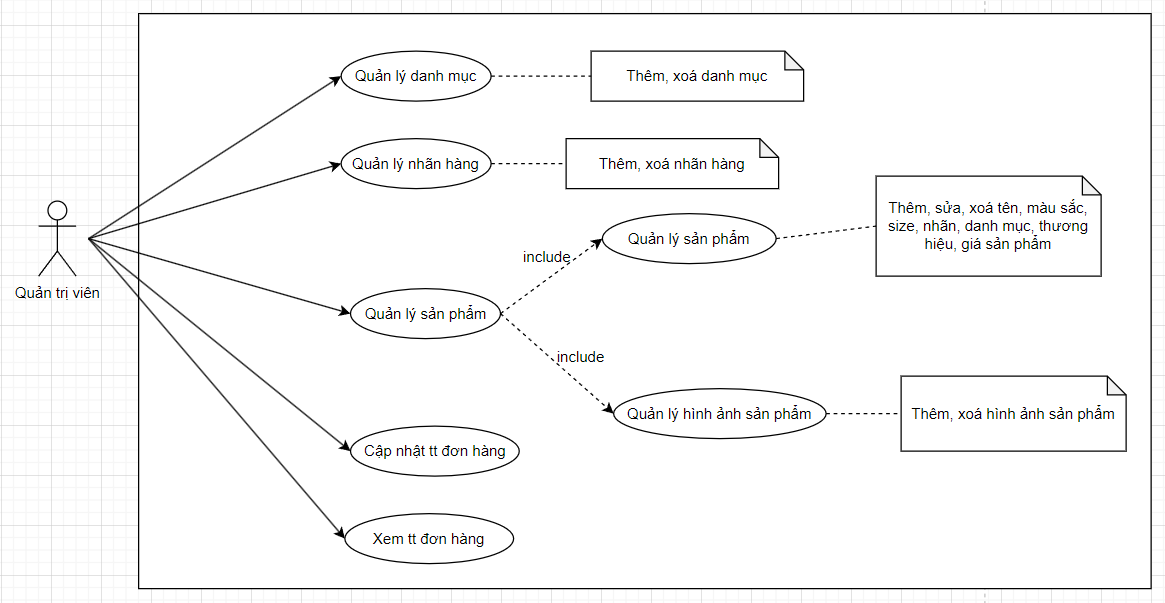 Quản lý danh mục
Thêm, xoá danh mục
Quản lý nhãn hàng
Thêm, xoá nhãn hàng
Thêm, sửa, xoá tên, màu sắc,
size, nhãn, danh mục, thương
hiệu, giá sản phẩm
Quản lý sản phẩm
include
Quản trị viên
Quản lý sản phẩm
include
Quản lý hình ảnh sản phẩm
Thêm, xoá hình ảnh sản phẩm
Cập nhật tt đơn hàng
Xem tt đơn hàng